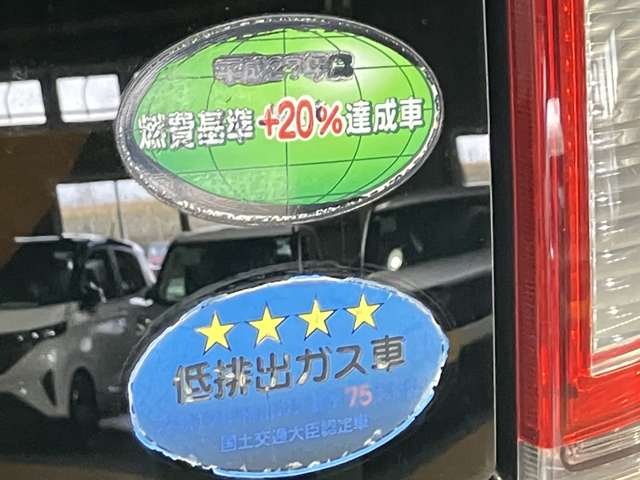 平成27年度
燃費基準+20%達成車
★★★★
低排出ガス車
75
国土交通大臣認定車